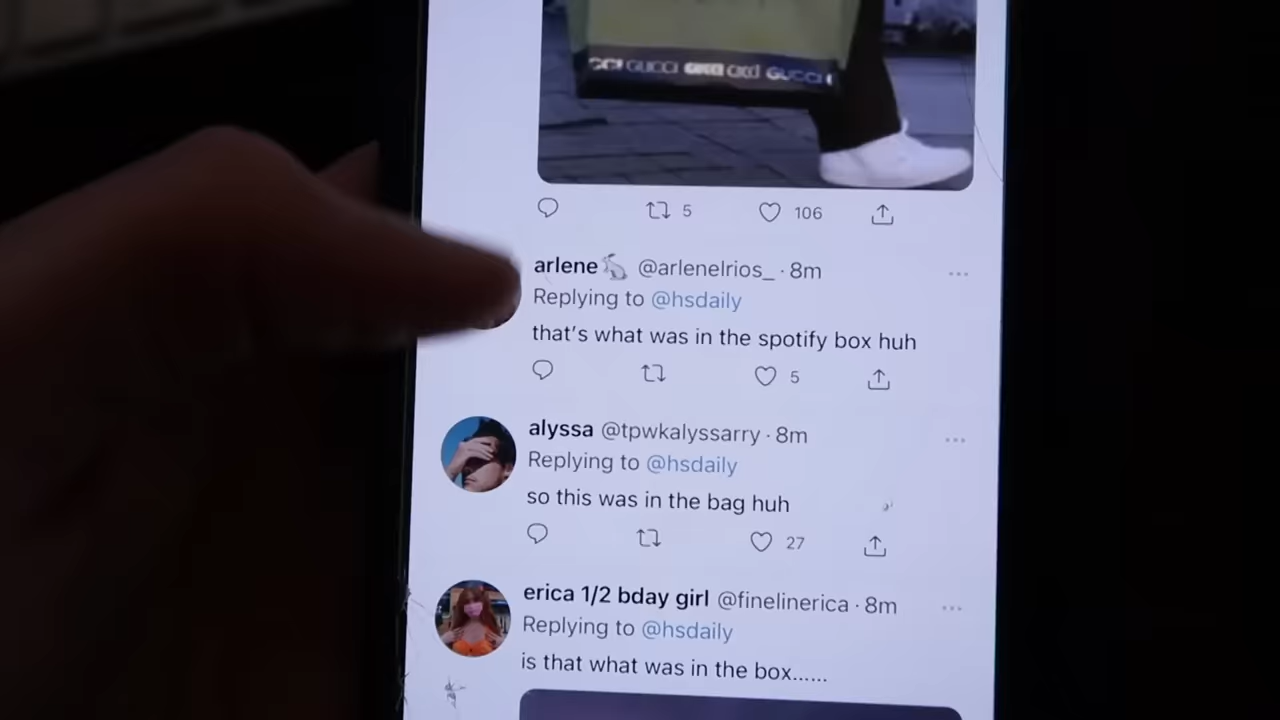 GUCCI GUCCI
5
106
arlene @arlenelrios_ · 8m
Replying to @hsdaily
that's what was in the spotify box huh
5
alyssa @tpwkalyssarry · 8m
Replying to @hsdaily
so this was in the bag huh
27
erica 1/2 bday girl @finelinerica · 8m
Replying to @hsdaily
is that what was in the box......